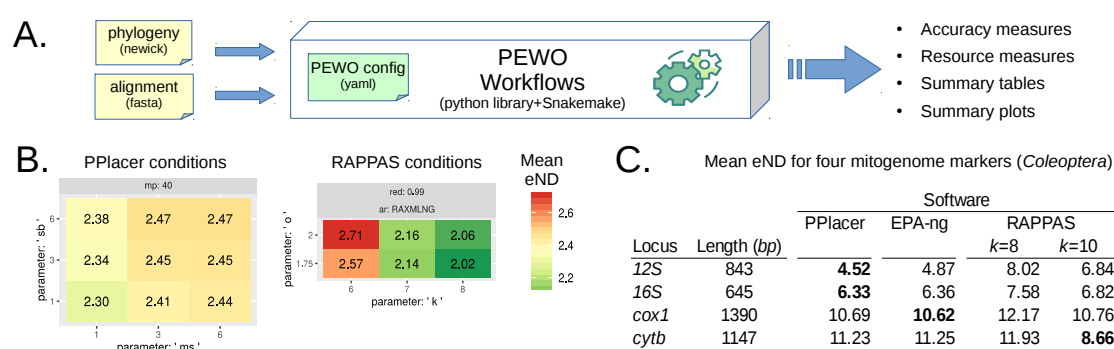 A.
phylogeny
(newick)
alignment
(fasta)
PEWO config
(yaml)
PEWO
Workflows
(python library+Snakemake)
• Accuracy measures
• Resource measures
• Summary tables
• Summary plots
B.
PPlacer conditions
mp: 40
parameter: ' sb '
6 2.38 2.47 2.47
3 2.34 2.45 2.45
1 2.30 2.41 2.44
1 3 6
parameter: ' ms '
RAPPAS conditions
red: 0.99
ar: RAXMLNG
parameter: ' o '
2 2.71 2.16 2.06
1.75 2.57 2.14 2.02
6 7 8
parameter: ' k '
Mean
eND
2.6
2.4
2.2
C.
Mean eND for four mitogenome markers (Coleoptera)
Software
PPlacer EPA-ng RAPPAS
Locus Length (bp) k=8 k=10
12S 843 4.52 4.87 8.02 6.84
16S 645 6.33 6.36 7.58 6.82
cox1 1390 10.69 10.62 12.17 10.76
cytb 1147 11.23 11.25 11.93 8.66